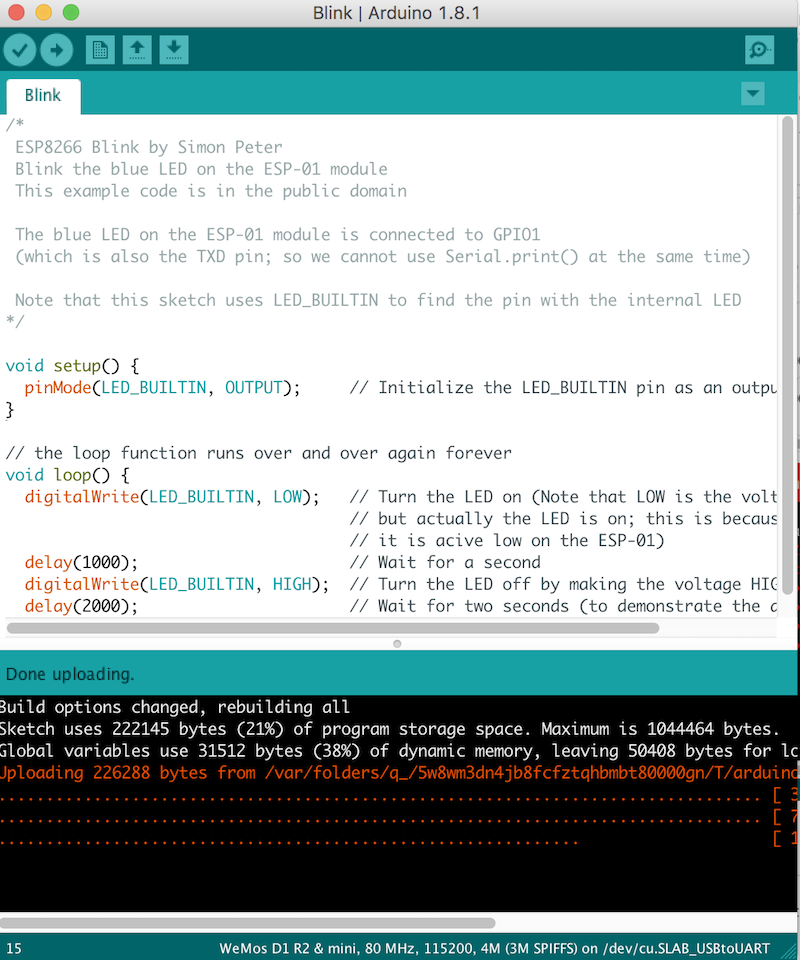 Blink | Arduino 1.8.1
Blink
/*
ESP8266 Blink by Simon Peter
Blink the blue LED on the ESP-01 module
This example code is in the public domain
The blue LED on the ESP-01 module is connected to GPIO1
(which is also the TXD pin; so we cannot use Serial.print() at the same time)
Note that this sketch uses LED_BUILTIN to find the pin with the internal LED
*/
void setup() {
pinMode(LED_BUILTIN, OUTPUT); // Initialize the LED_BUILTIN pin as an outpu
}
// the loop function runs over and over again forever
void loop() {
digitalWrite(LED_BUILTIN, LOW); // Turn the LED on (Note that LOW is the volt
// but actually the LED is on; this is becaus
// it is acive low on the ESP-01)
delay(1000); // Wait for a second
digitalWrite(LED_BUILTIN, HIGH); // Turn the LED off by making the voltage HIG
delay(2000); // Wait for two seconds (to demonstrate the a
Done uploading.
Build options changed, rebuilding all
Sketch uses 222145 bytes (21%) of program storage space. Maximum is 1044464 bytes.
Global variables use 31512 bytes (38%) of dynamic memory, leaving 50408 bytes for lc
Uploading 226288 bytes from /var/folders/q_/5w8wm3dn4jb8fcfztqhbmbt80000gn/T/arduino
................................................................................ [ 3
................................................................................ [ 7
............................................................. [ 1
15
WeMos D1 R2 & mini, 80 MHz, 115200, 4M (3M SPIFFS) on /dev/cu.SLAB_USBtoUART